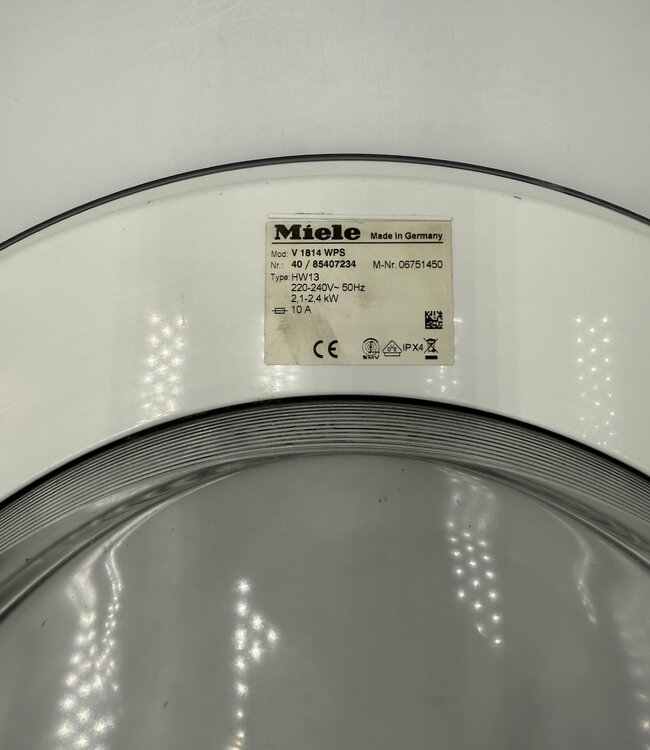 Miele Made in Germany
Mod: V 1814 WPS
Nr.: 40 / 85407234 M-Nr. 06751450
Type: HW13
220-240V~ 50Hz
2,1-2,4 kW
10 A
CE EMV IPX4